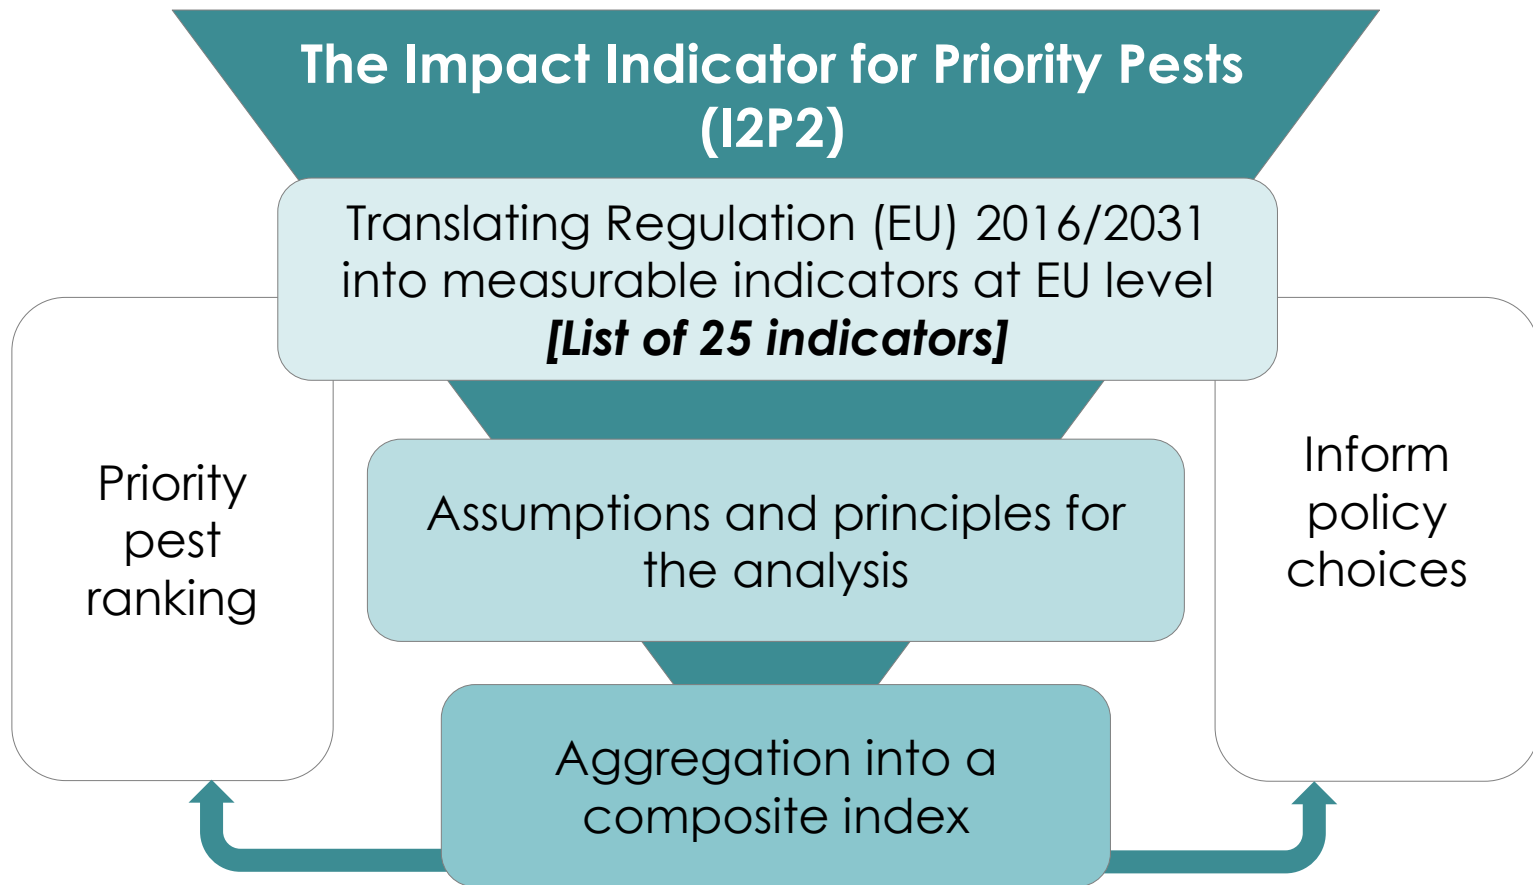 The Impact Indicator for Priority Pests
(I2P2)
Translating Regulation (EU) 2016/2031
into measurable indicators at EU level
[List of 25 indicators]
Priority
pest
ranking
Assumptions and principles for
the analysis
Inform
policy
choices
Aggregation into a
composite index